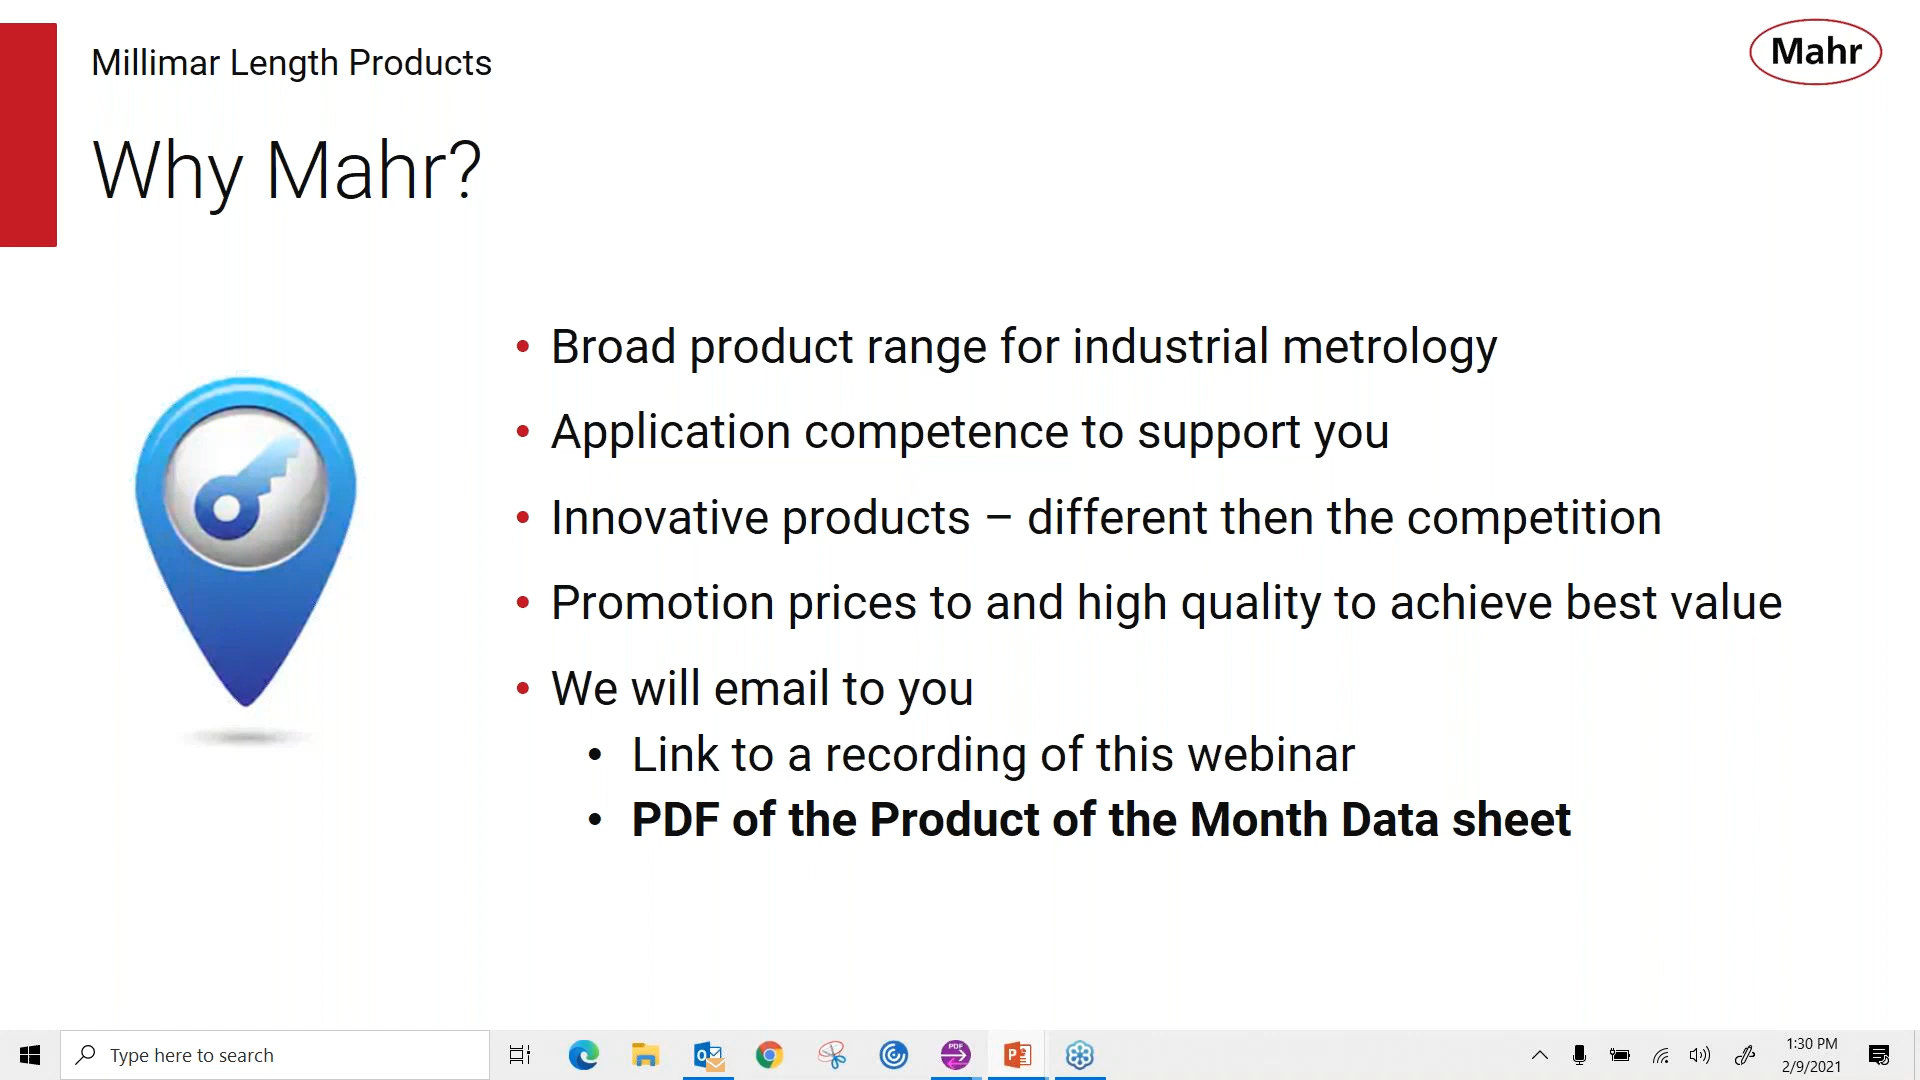 Millimar Length Products
Mahr
Why Mahr?
• Broad product range for industrial metrology
• Application competence to support you
• Innovative products – different then the competition
• Promotion prices to and high quality to achieve best value
• We will email to you
• Link to a recording of this webinar
• PDF of the Product of the Month Data sheet
Type here to search
PDF
1:30 PM
2/9/2021